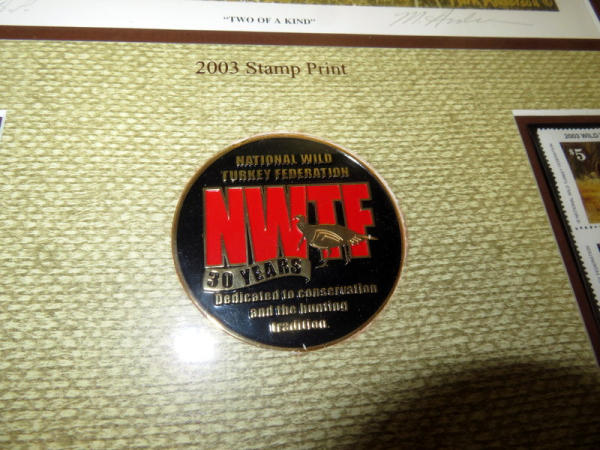 "TWO OF A KIND"
2003 Stamp Print
NATIONAL WILD
TURKEY FEDERATION
NWTF
30 YEARS
Dedicated to conservation
and the hunting
tradition.
2003 WILD
$5